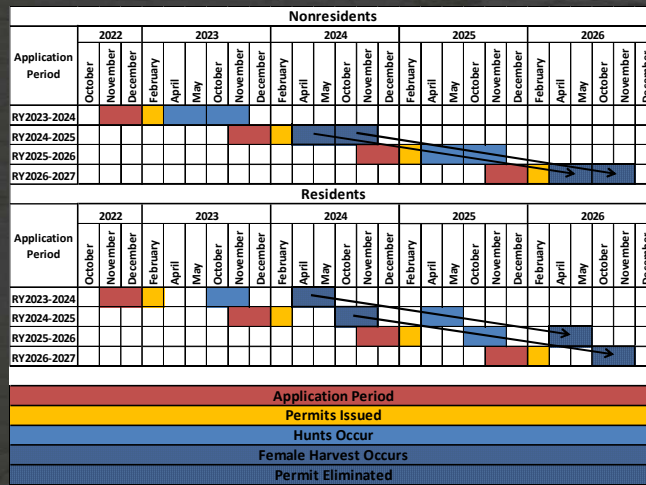 Nonresidents
Application Period 2022 2023 2024 2025 2026
October November December February April May October November December February April May October November December February April May October November December February April May October November
RY2023-2024
RY2024-2025
RY2025-2026
RY2026-2027
Residents
Application Period 2022 2023 2024 2025 2026
October November December February April May October November December February April May October November December February April May October November December February April May October November
RY2023-2024
RY2024-2025
RY2025-2026
RY2026-2027
Application Period
Permits Issued
Hunts Occur
Female Harvest Occurs
Permit Eliminated